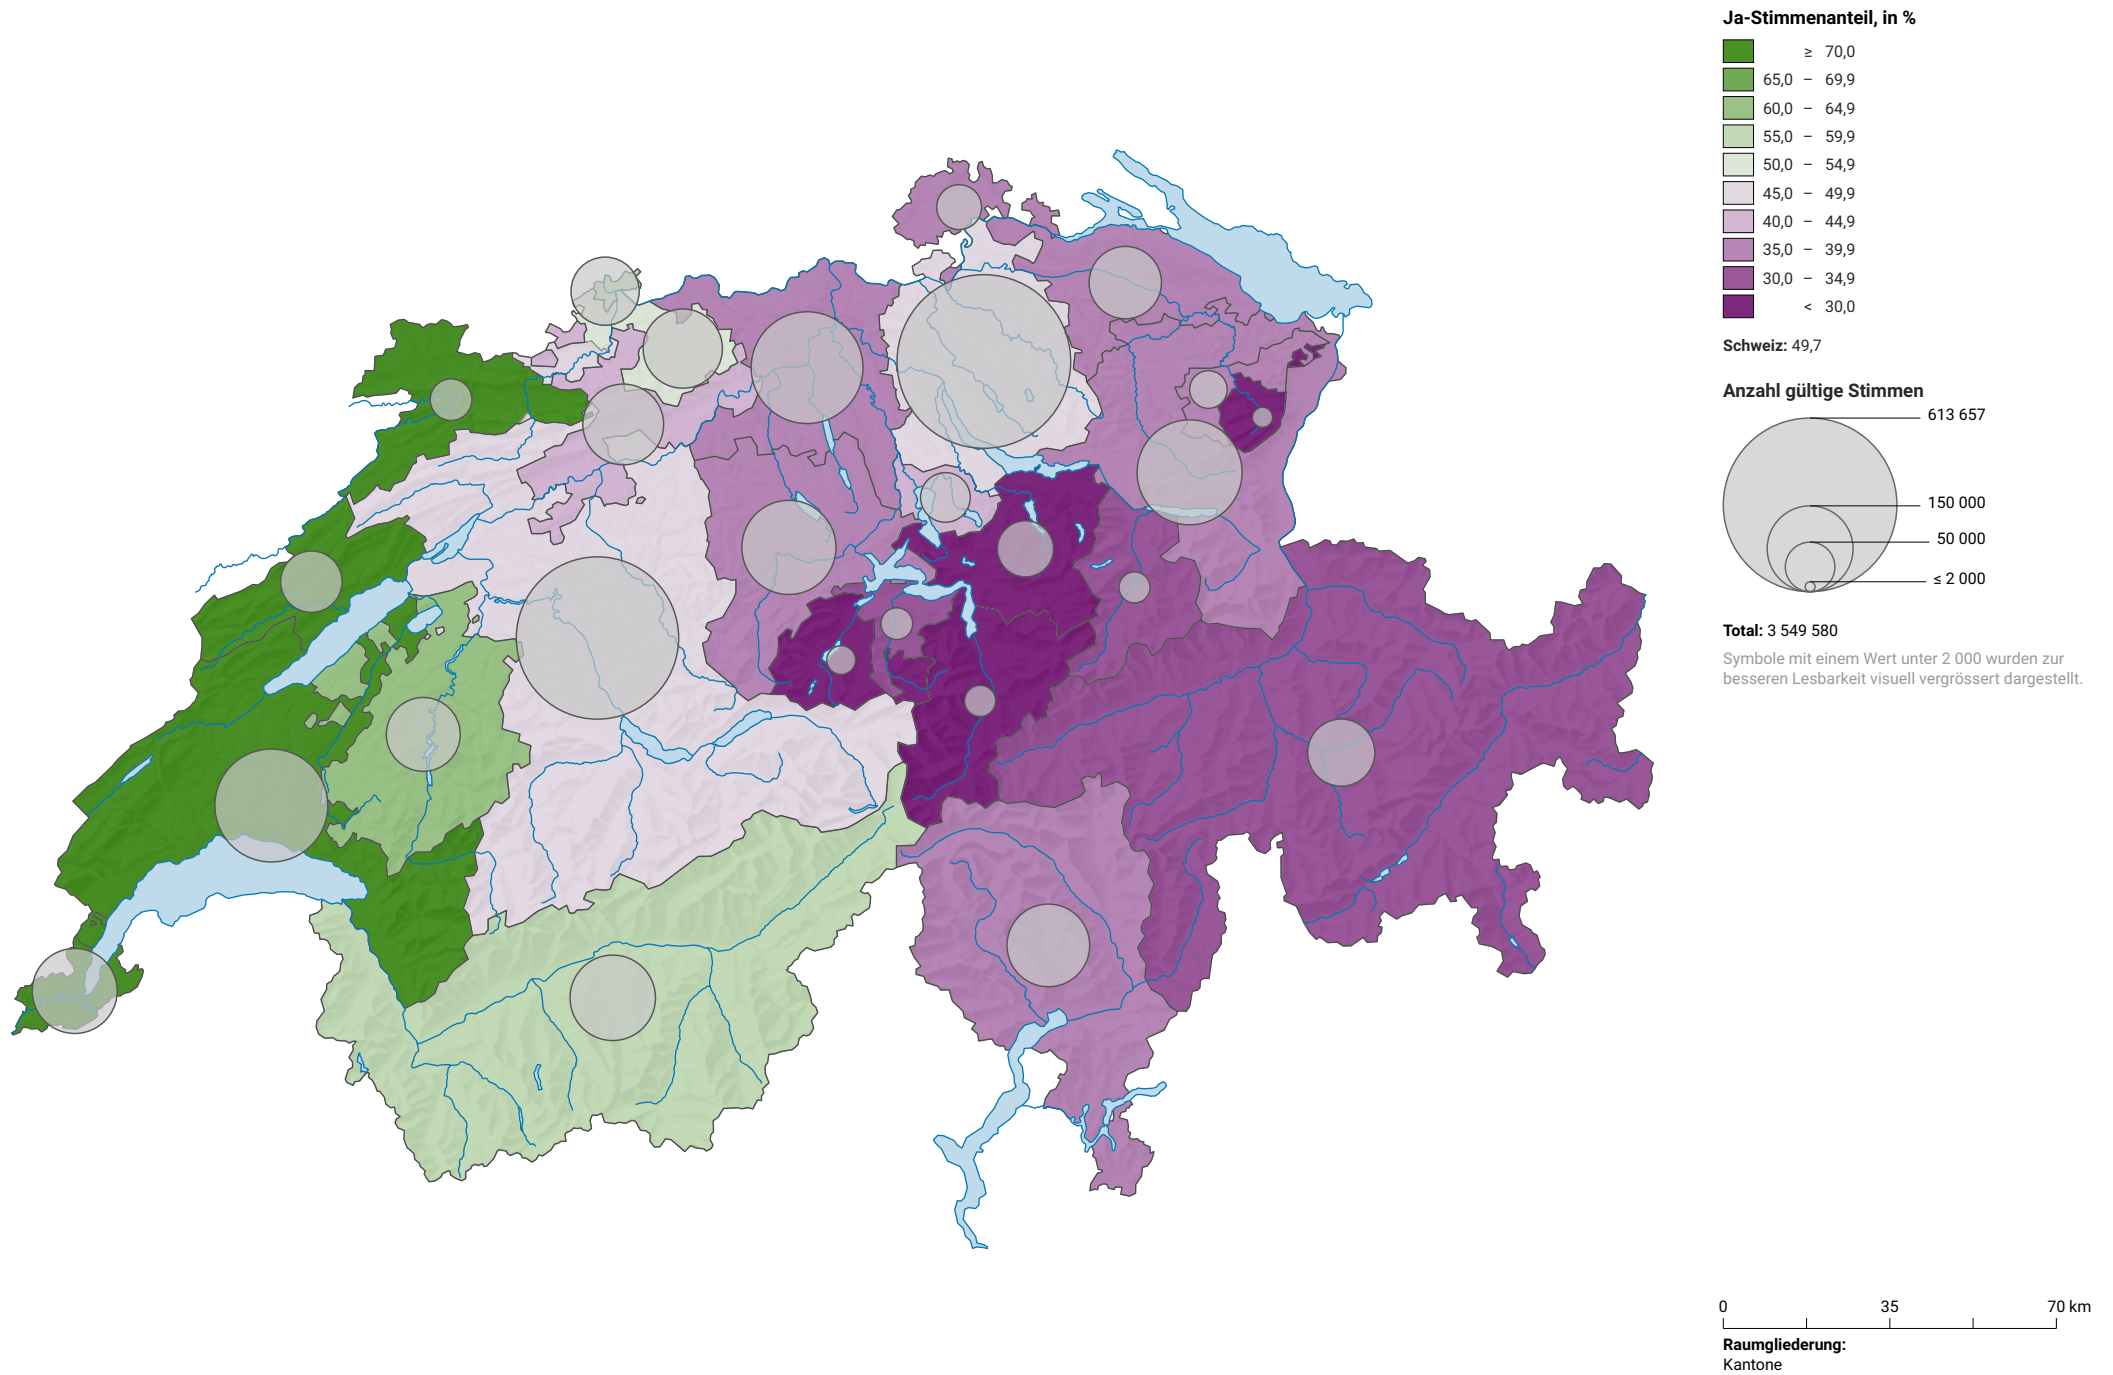 Ja-Stimmenanteil, in %
≥ 70,0
65,0 – 69,9
60,0 – 64,9
55,0 – 59,9
50,0 – 54,9
45,0 – 49,9
40,0 – 44,9
35,0 – 39,9
30,0 – 34,9
< 30,0
Schweiz: 49,7
Anzahl gültige Stimmen
613 657
150 000
50 000
≤ 2 000
Total: 3 549 580
Symbole mit einem Wert unter 2 000 wurden zur
besseren Lesbarkeit visuell vergrössert dargestellt.
0 35 70 km
Raumgliederung:
Kantone